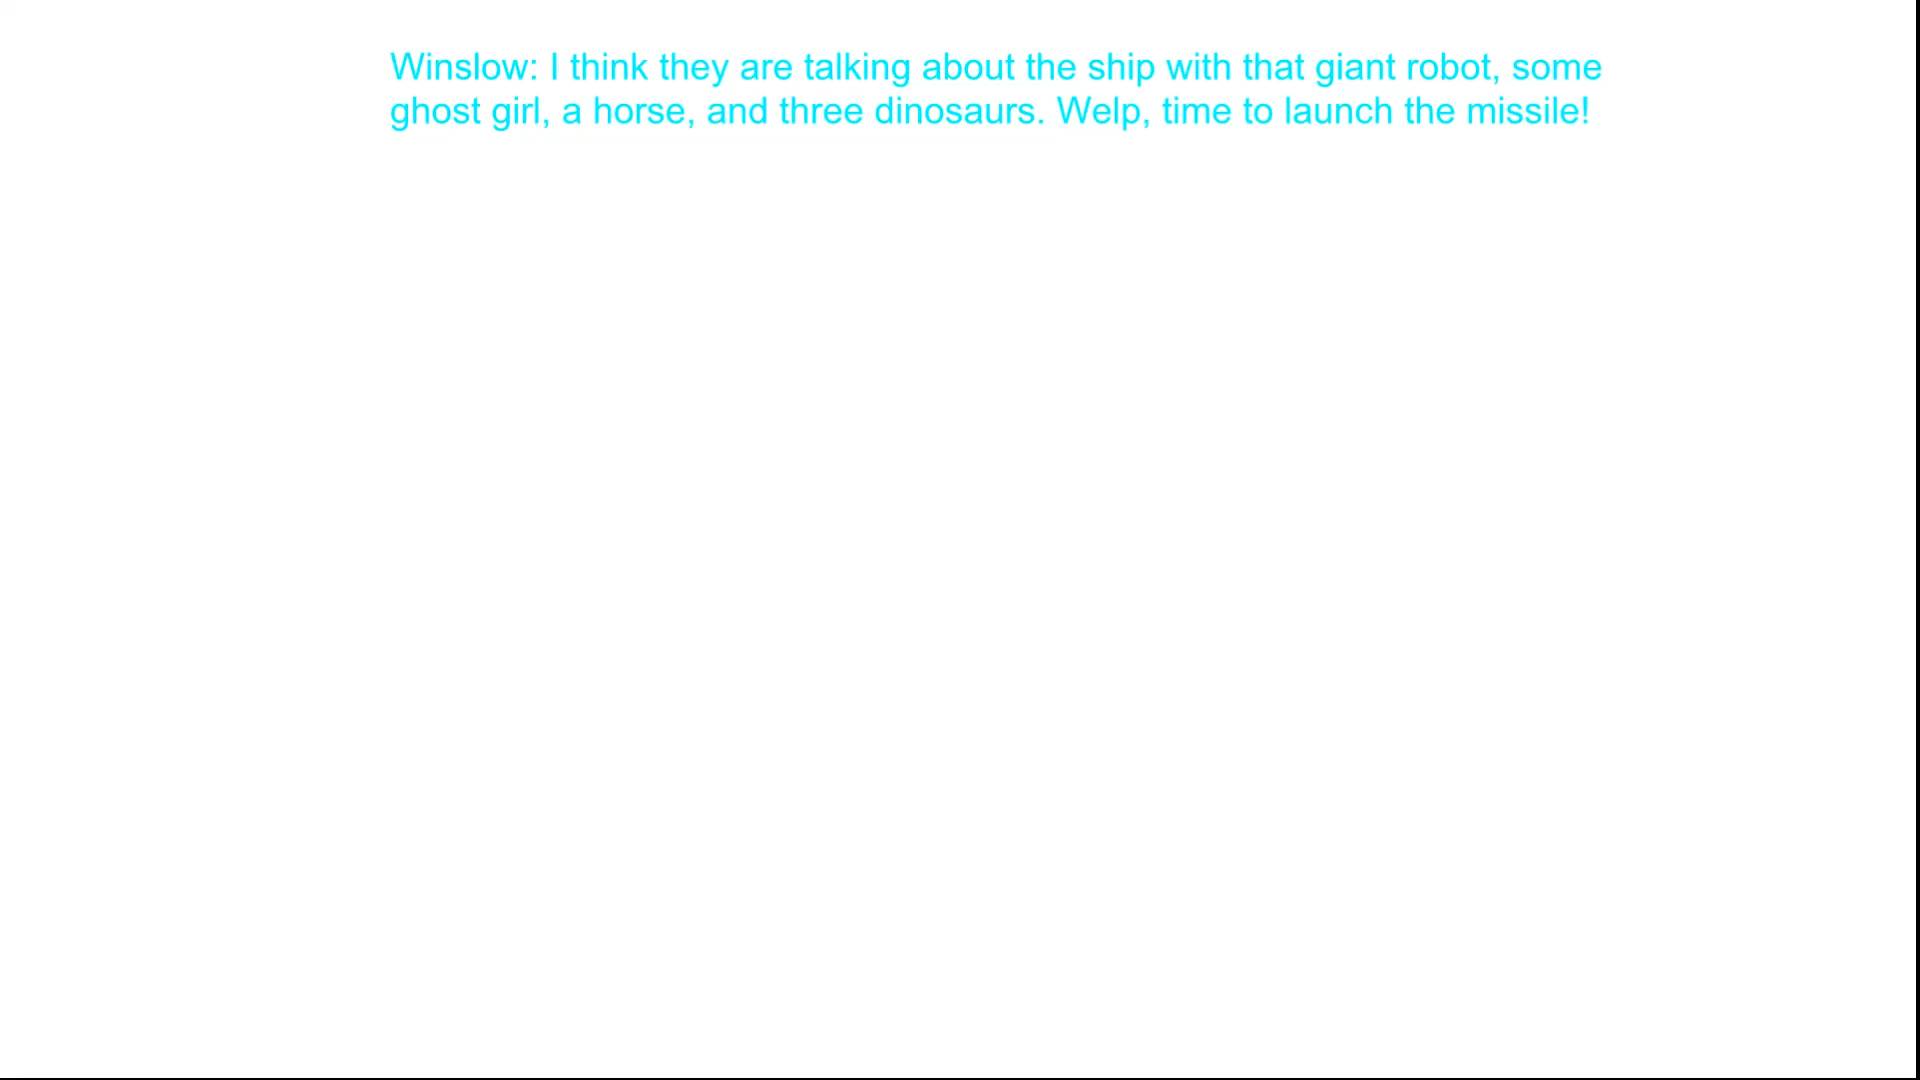 Winslow: I think they are talking about the ship with that giant robot, some
ghost girl, a horse, and three dinosaurs. Welp, time to launch the missile!